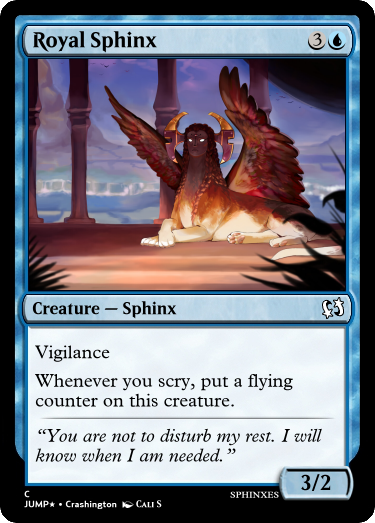 Royal Sphinx 3
Creature — Sphinx
Vigilance
Whenever you scry, put a flying
counter on this creature.
“You are not to disturb my rest. I will
know when I am needed.”
3/2
C SPHINXES
JUMP★ • Crashington CALI S